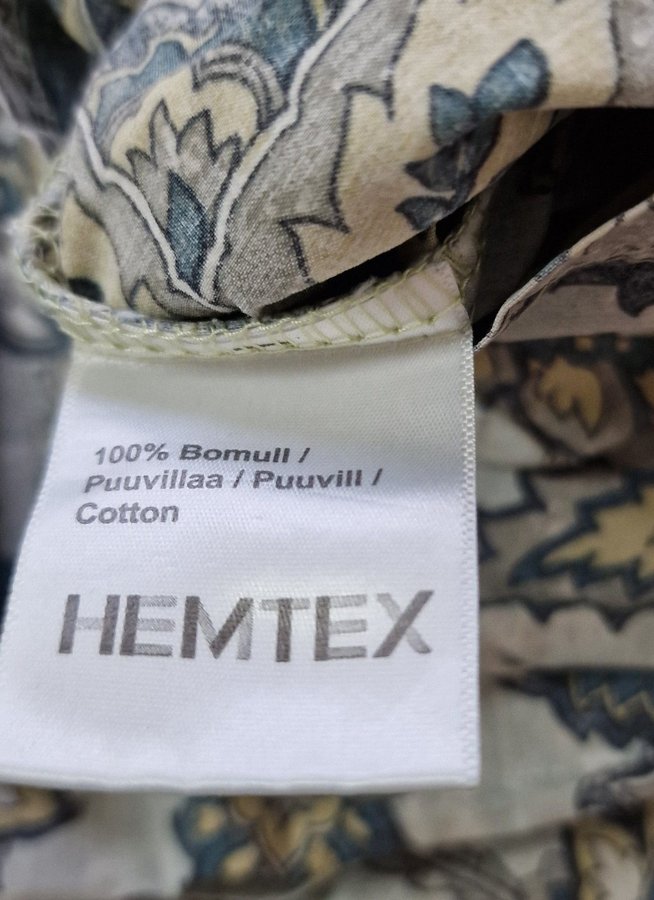 100% Bomull /
Puuvillaa / Puuvill /
Cotton
HEMTEX